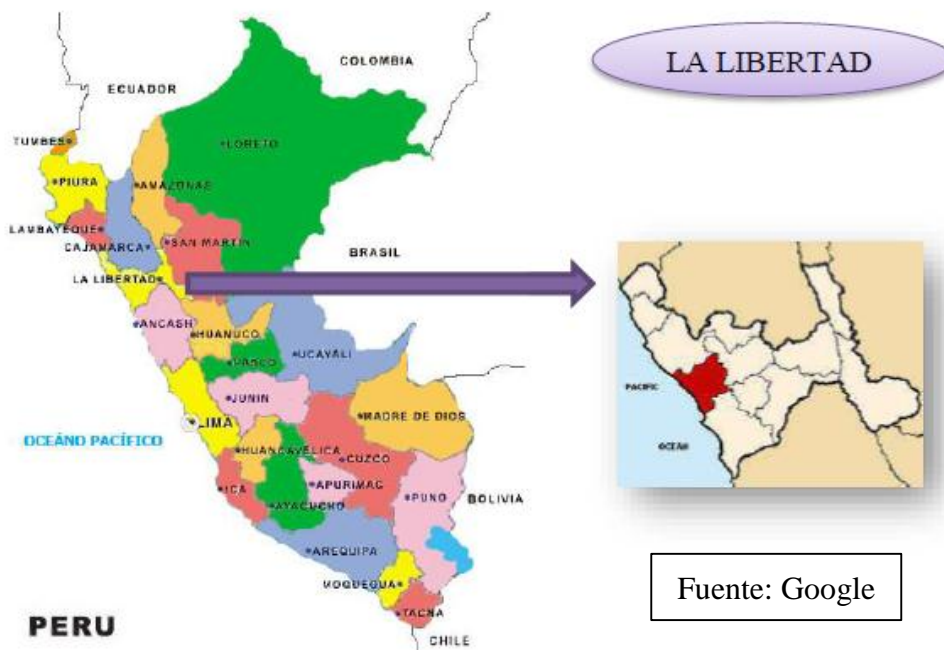 COLOMBIA
LA LIBERTAD
ECUADOR
TUMBES
LORETO
PIURA
AMAZONAS
LAMBAYEQUE
CAJAMARCA
SAN MARTIN
BRASIL
LA LIBERTAD
ANCASH
HUANUCO
UCAYALI
PASCO
JUNIN
PACIFIC
LIMA
MADRE DE DIOS
OCEÁNO PACÍFICO
OCEAN
HUANCAVELICA
CUZCO
ICA
APURIMAC
PUNO
BOLIVIA
AYACUCHO
AREQUIPA
MOQUEGUA
Fuente: Google
TACNA
PERU
CHILE